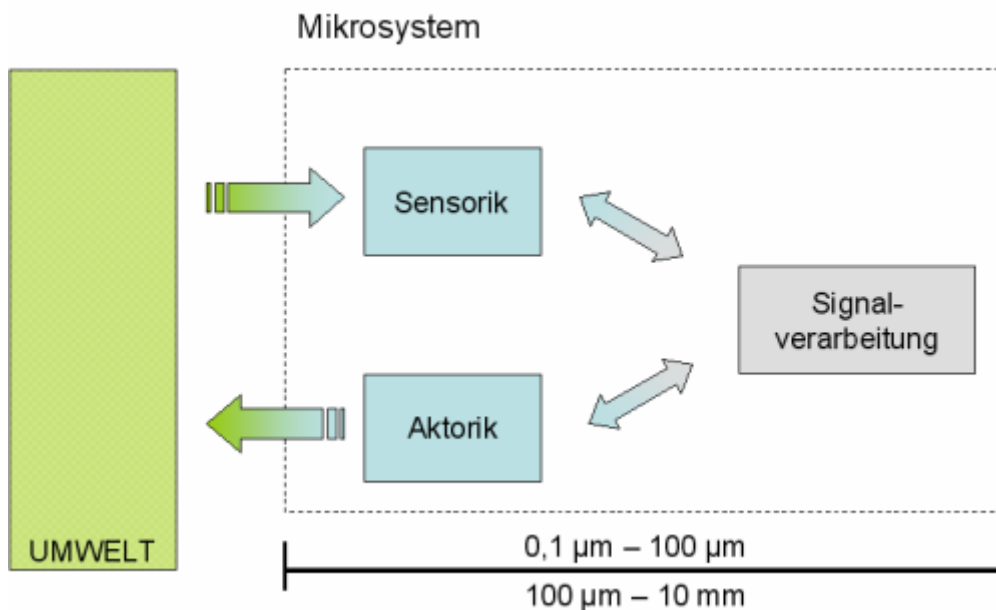 Mikrosystem
Sensorik
Signal-
verarbeitung
Aktorik
UMWELT
0,1 µm – 100 µm
100 µm – 10 mm